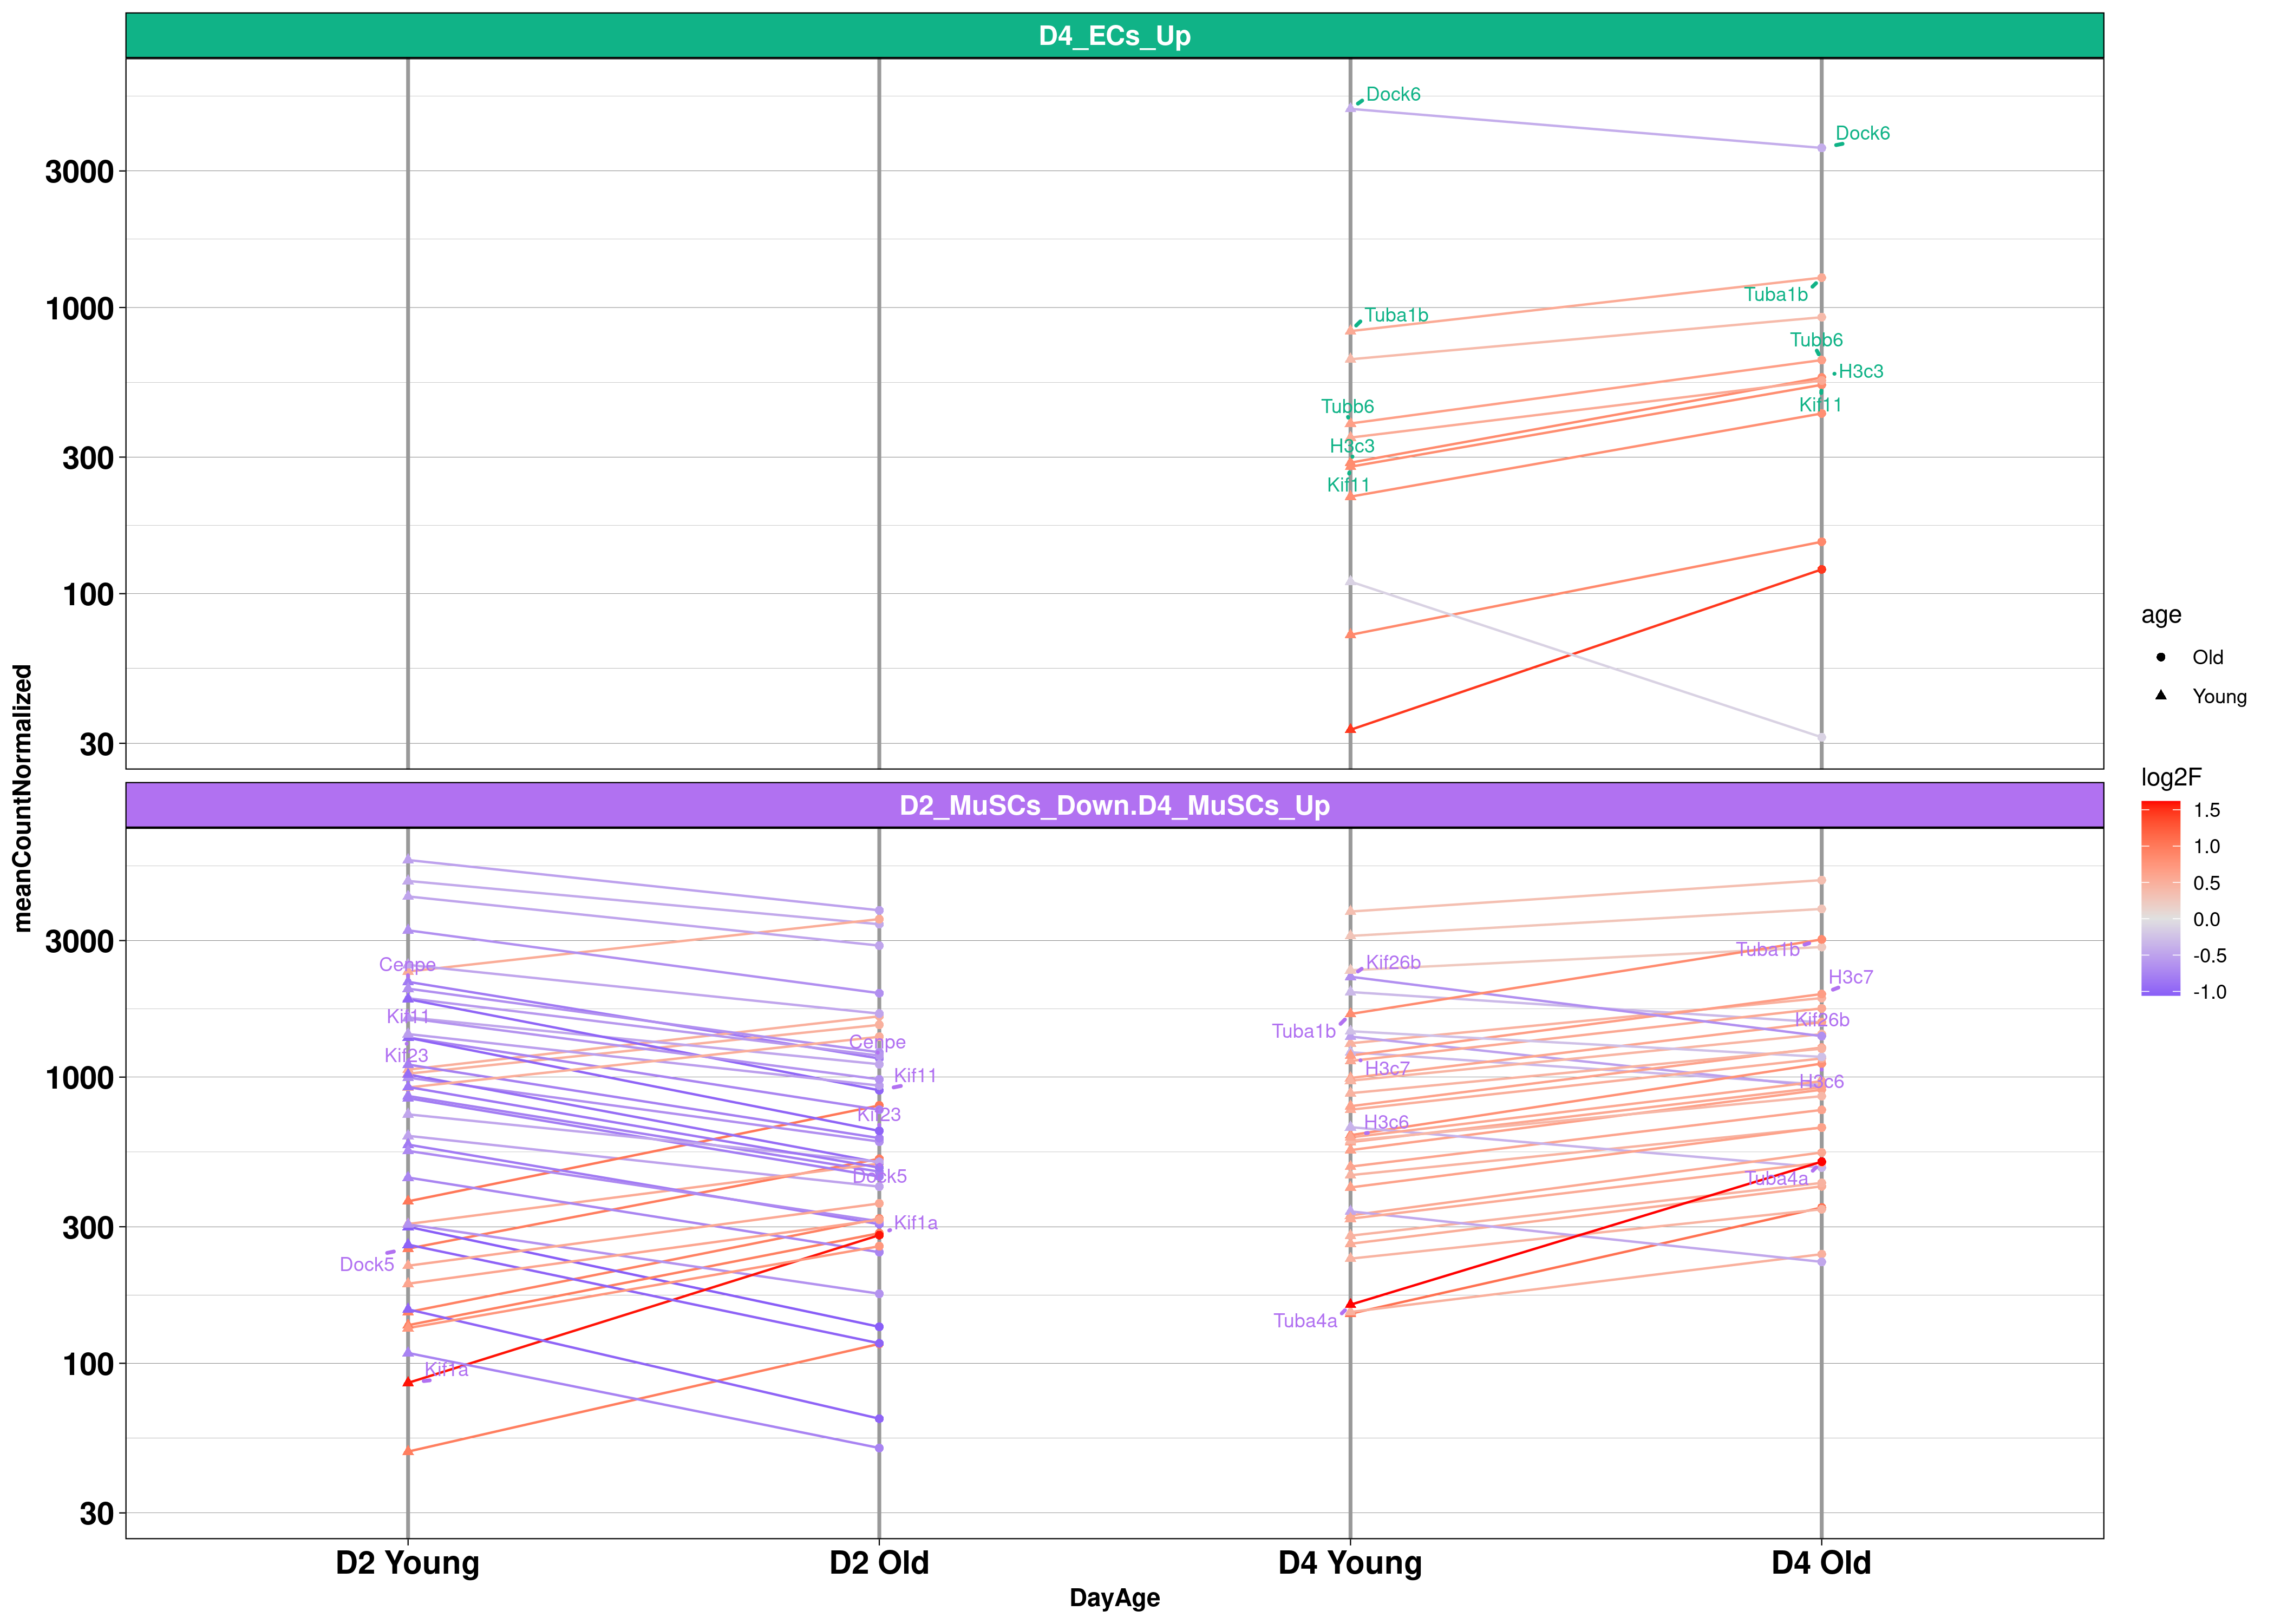 D4_ECs_Up
Dock6
Dock6
3000
Tuba1b
1000
Tuba1b
Tubb6
H3c3
Tubb6
Kif11
H3c3
300
Kif11
100
30
meanCountNormalized
age
Old
Young
log2F
1.5
1.0
0.5
0.0
-0.5
-1.0
D2_MuSCs_Down.D4_MuSCs_Up
3000
Tuba1b
Cenpe
Kif26b
H3c7
Kif11
Kif26b
Tuba1b
Cenpe
Kif23
H3c7
1000
Kif11
H3c6
Kif23
H3c6
Dock5
Tuba4a
Kif1a
300
Dock5
Tuba4a
100
Kif1a
30
D2 Young
D2 Old
D4 Young
D4 Old
DayAge